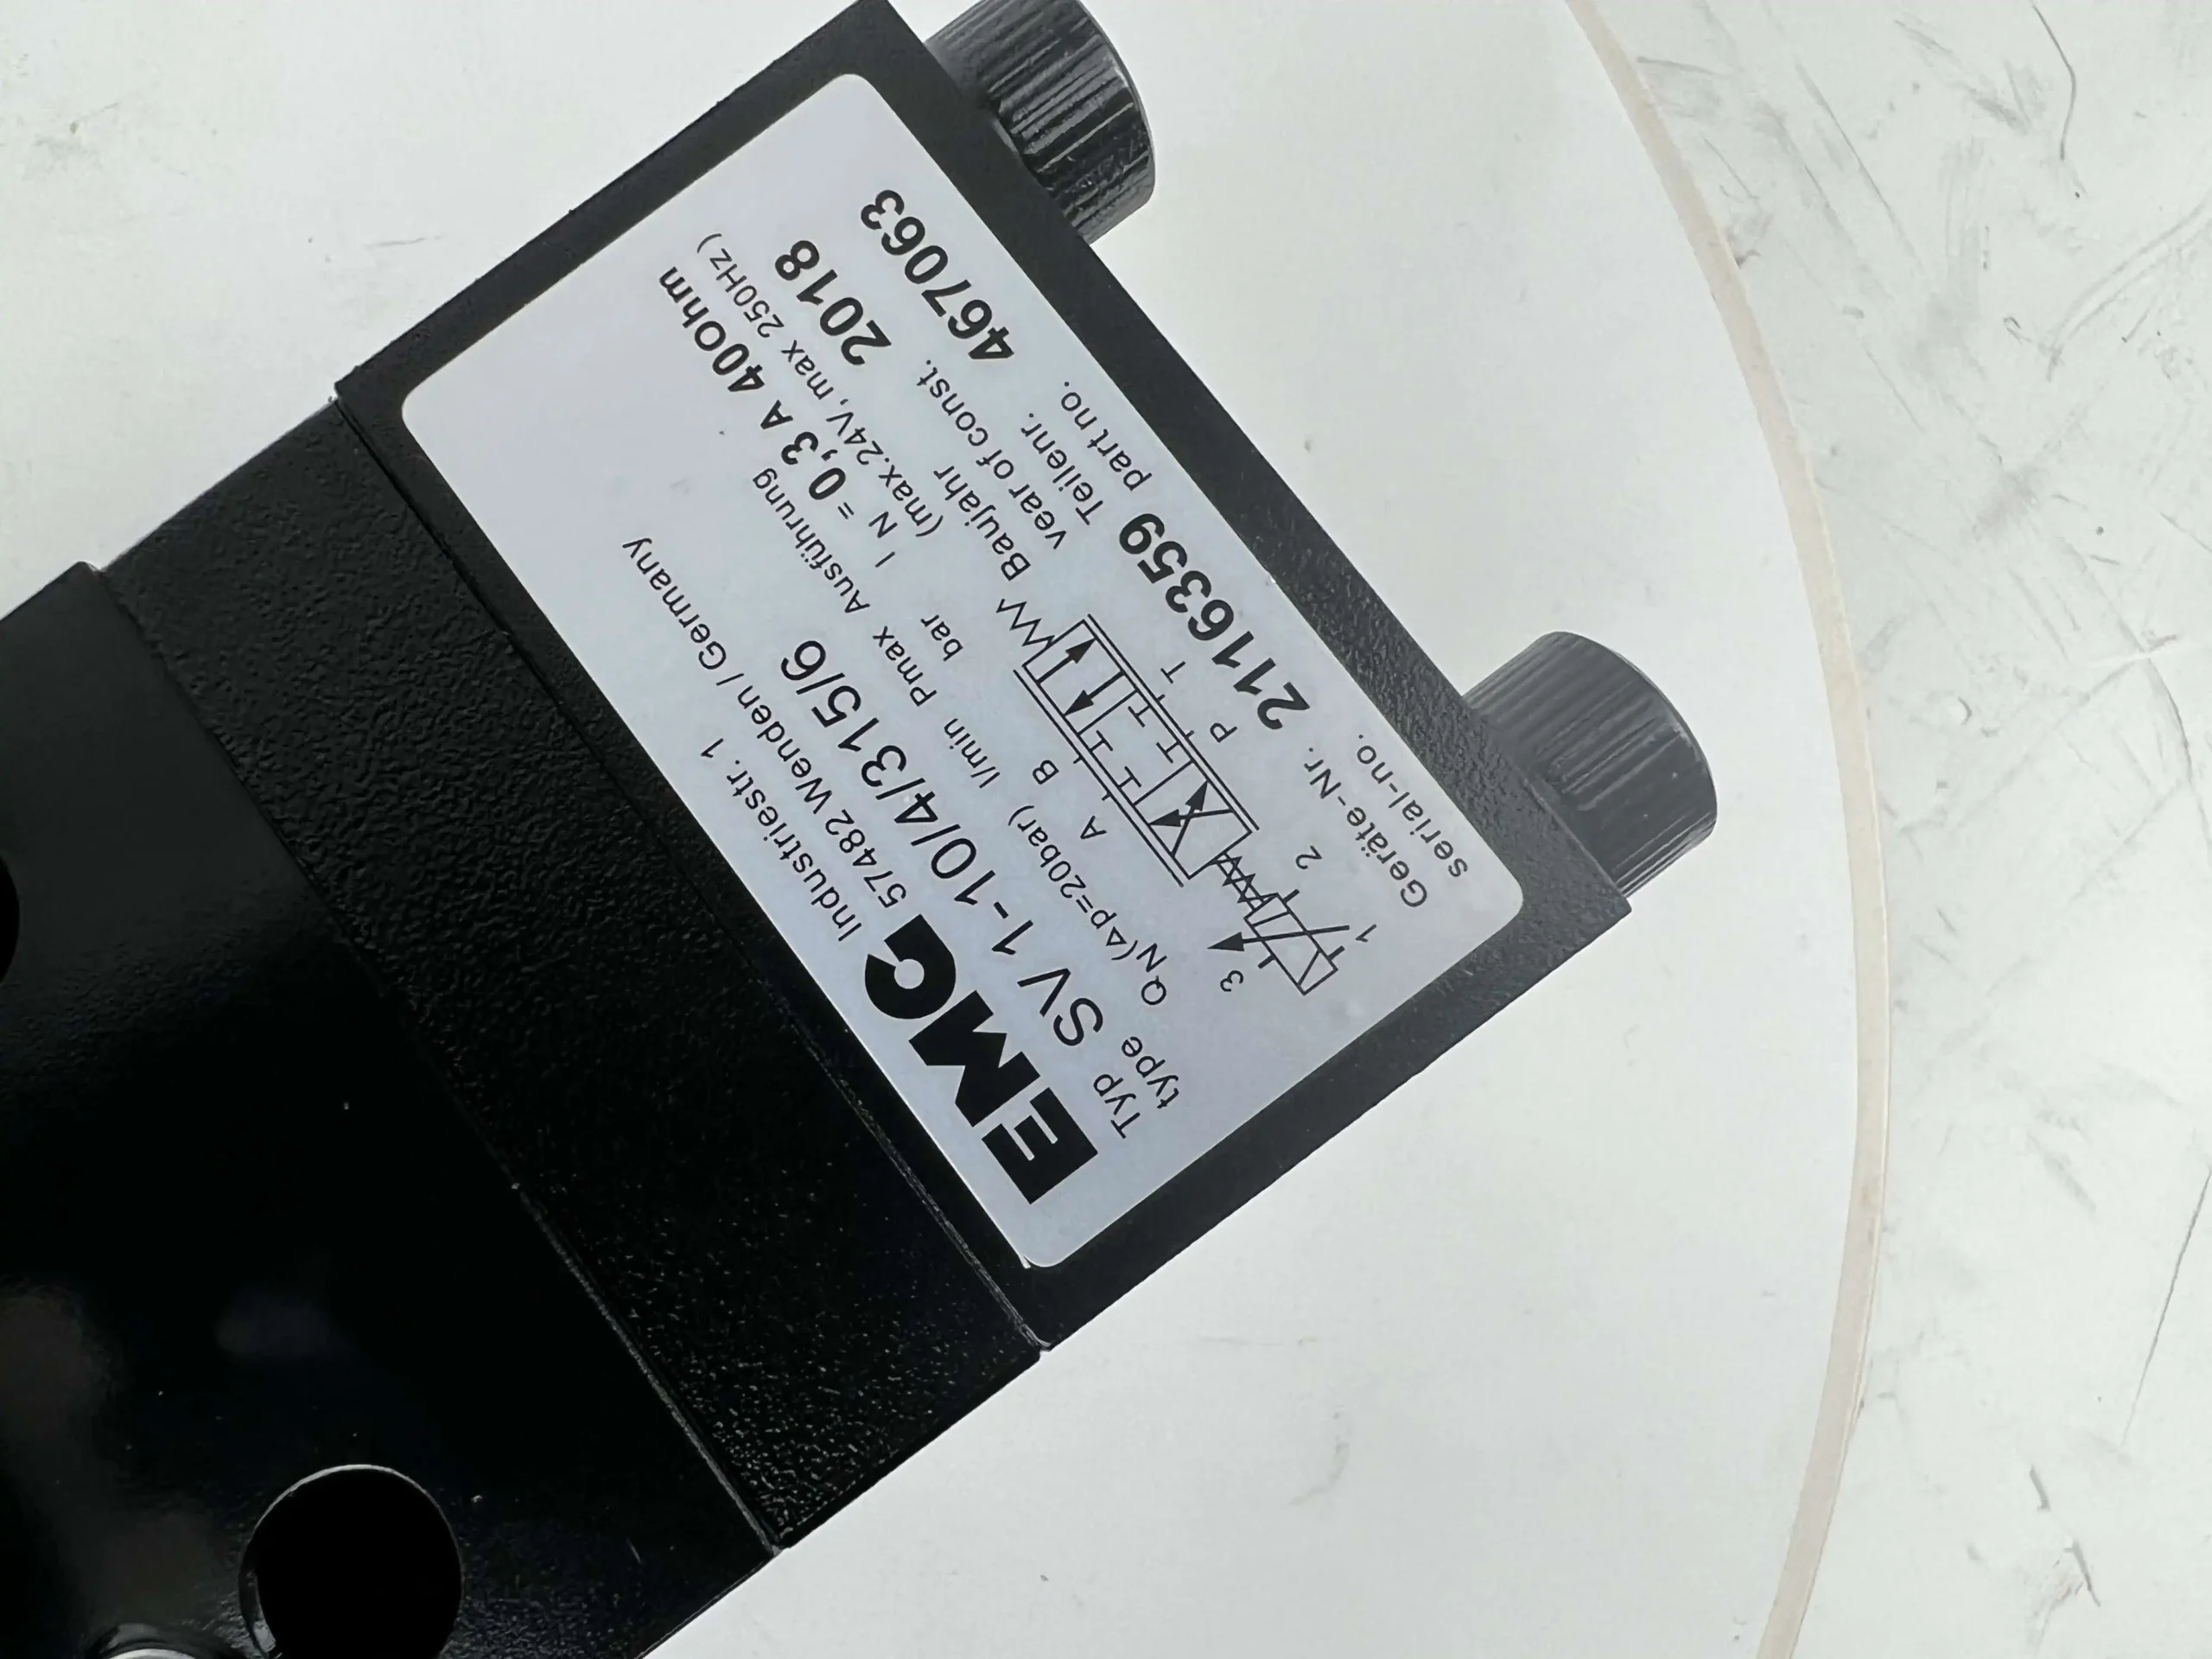 EMG
Industriestr. 1
57482 Wenden / Germany
Typ
type
SV 1-10/4/315/6
QN(Δp=20bar) l/min Pmax bar Ausführung
I N = 0,3 A 40Ohm
(max.24V, max 250Hz)
A B
P T
3
2
1
Baujahr
year of const.
2018
Geräte-Nr.
serial-no.
2116359
Teilenr.
part no.
467063